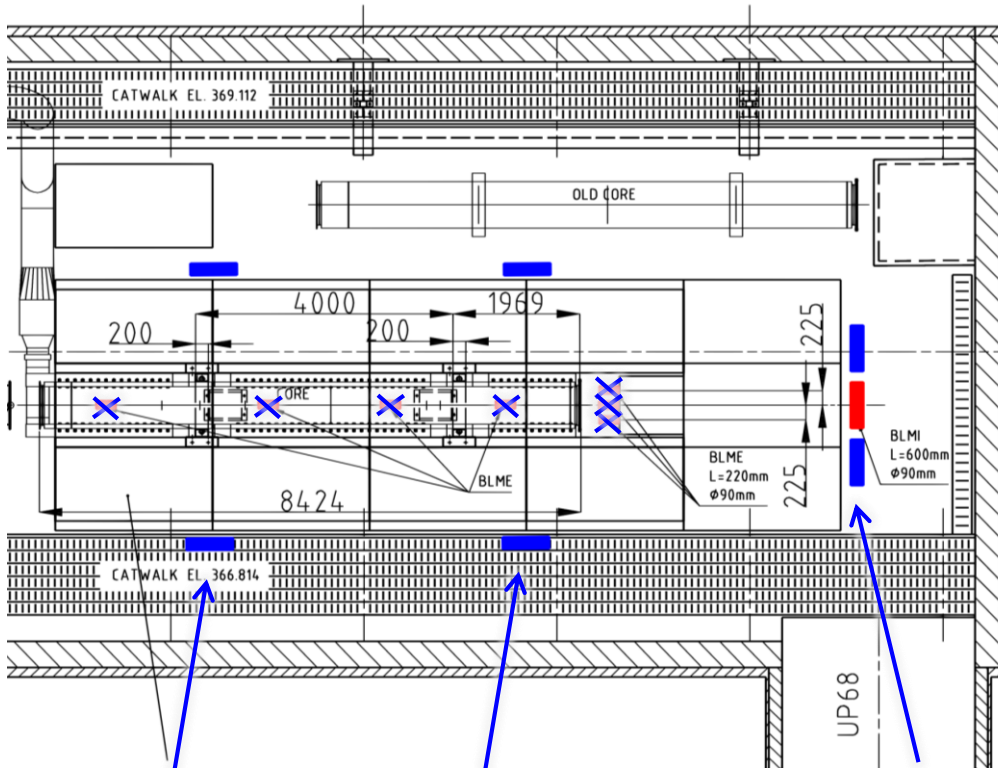 CATWALK EL. 369.112
OLD CORE
4000
1969
200
200
225
CORE
BLMI
L=600mm
Ø90mm
BLME
L=220mm
Ø90mm
225
BLME
8424
CATWALK EL. 366.814
UP68